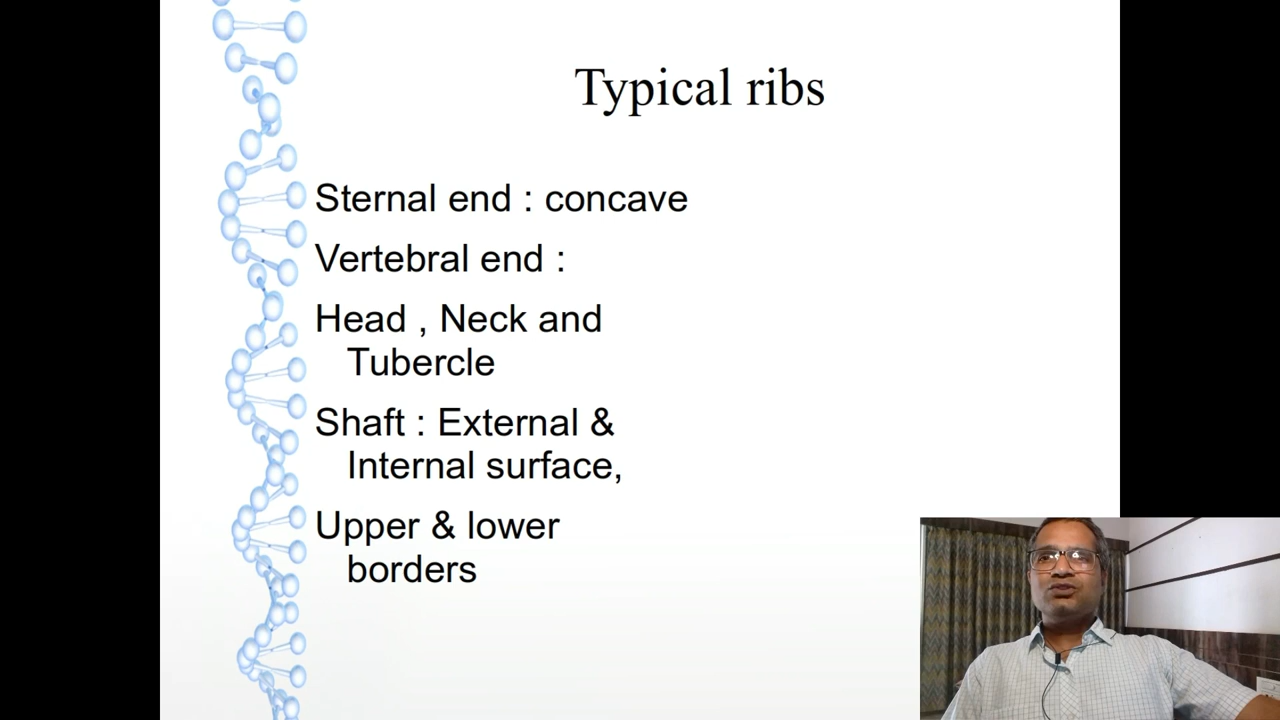 Typical ribs
Sternal end : concave
Vertebral end :
Head , Neck and
Tubercle
Shaft : External &
Internal surface,
Upper & lower
borders